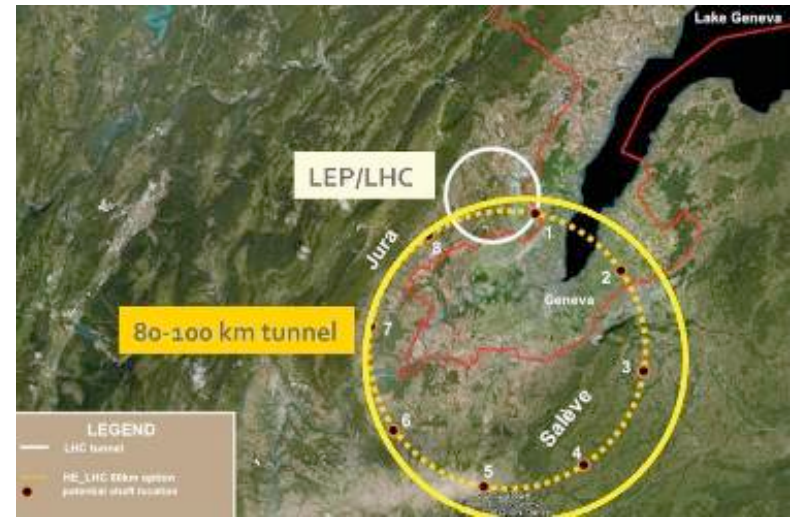 Lake Geneva
LEP/LHC
1
8
Jura
2
Geneva
7
80-100 km tunnel
3
Salève
6
4
5
LEGEND
LHC tunnel
HE_LHC 80km option
potential shaft location